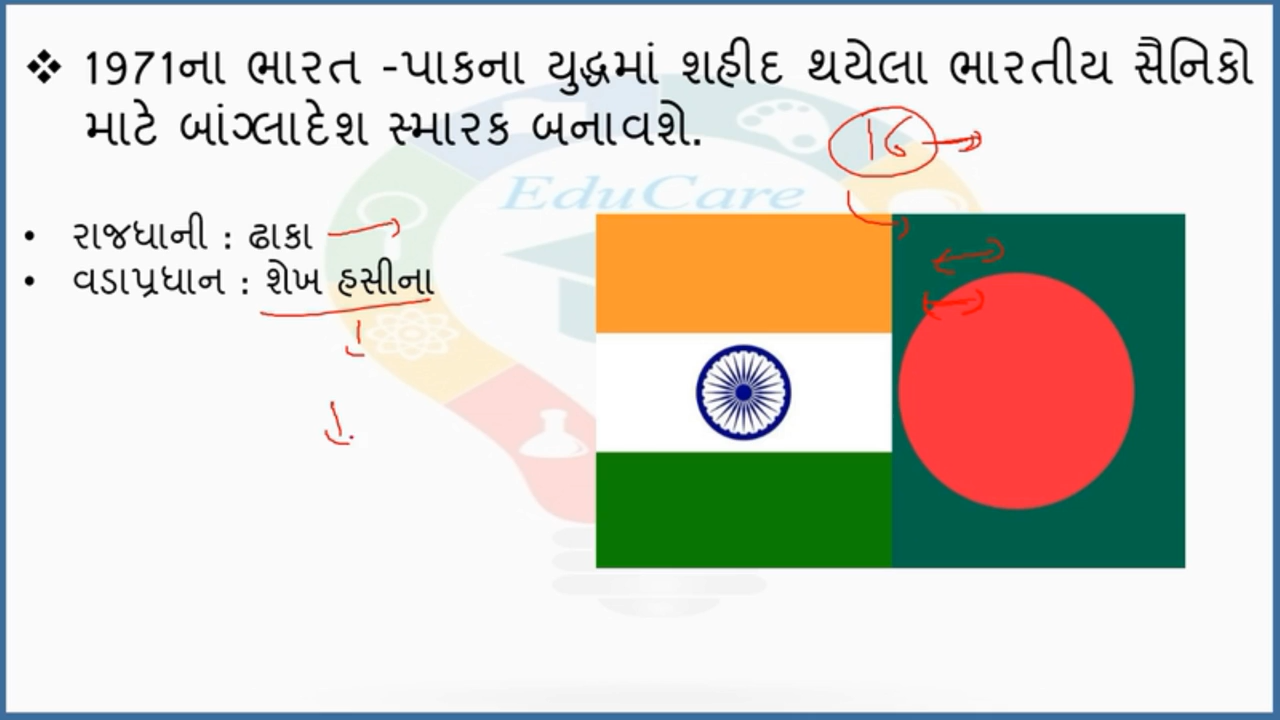 ❖ 1971ના ભારત -પાકના યુદ્ધમાં શહીદ થયેલા ભારતીય સૈનિકો
માટે બાંગ્લાદેશ સ્મારક બનાવશે.
16
EduCare
• રાજધાની : ઢાકા
• વડાપ્રધાન : શેખ હસીના